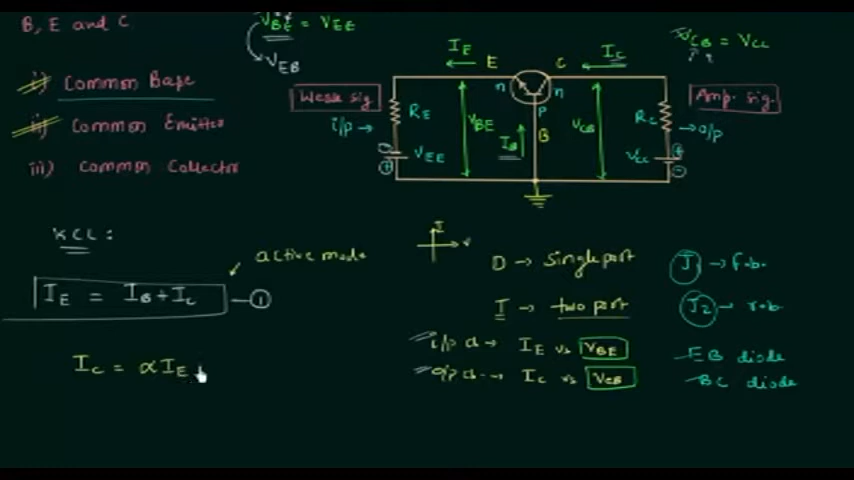 B, E and C.
VBE = VEE
VEB
i) Common Base
ii) Common Emitter
iii) Common Collector
IE E C IC
VCB = VCC
n n
Weak sig.
Amp. sig.
i/p → RE VBE P VCB RC → o/p
IB B
VEE VCC
KCL:
active mode
IE = IB + IC —①
IC = αIE
I
V
D → single port
T → two port
i/p d → IE vs VBE
o/p d → IC vs VCB
J1 → f.b.
J2 → r.b.
EB diode
BC diode